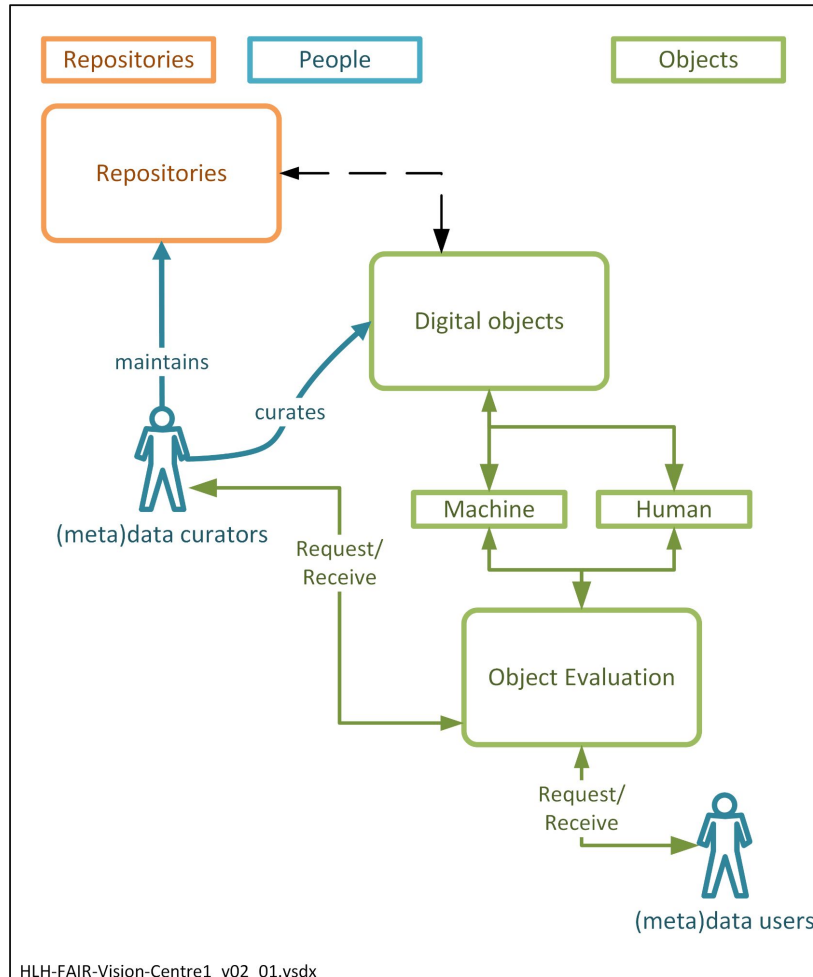 Repositories
People
Objects
Repositories
Digital objects
maintains
curates
(meta)data curators
Machine
Human
Request/
Receive
Object Evaluation
Request/
Receive
(meta)data users
HLH-FAIR-Vision-Centre1_v02_01.vsdx